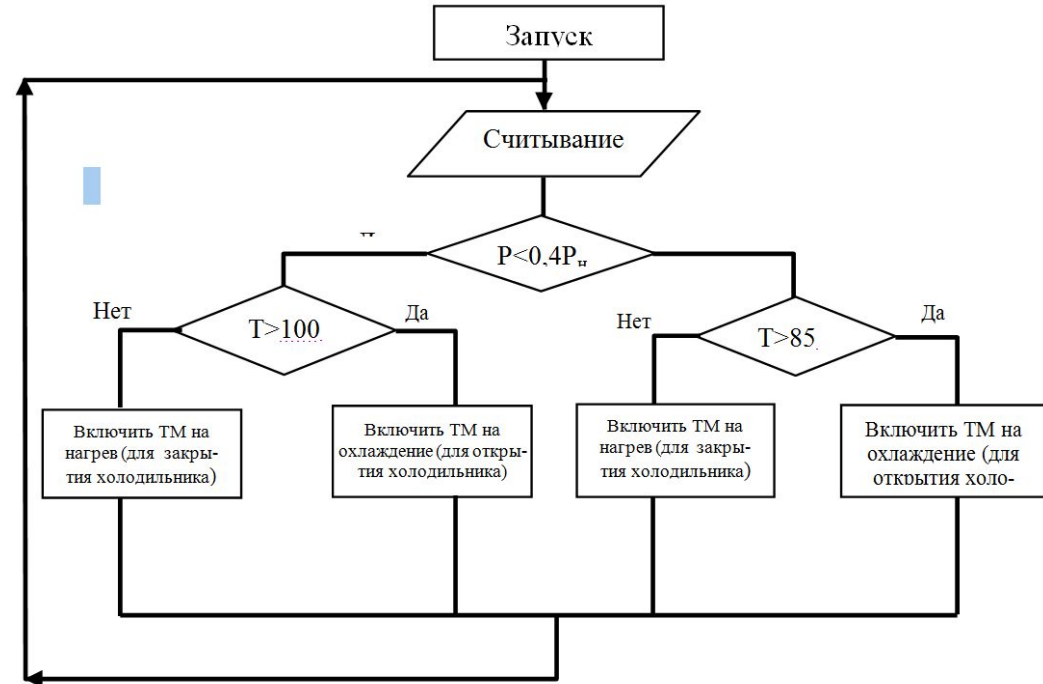 Запуск
Считывание
P<0,4Pн
Нет
T>100
Да
Нет
T>85
Да
Включить ТМ на
нагрев (для закры-
тия холодильника)
Включить ТМ на
охлаждение (для откры-
тия холодильника)
Включить ТМ на
нагрев (для закры-
тия холодильника)
Включить ТМ на
охлаждение (для
открытия холо-